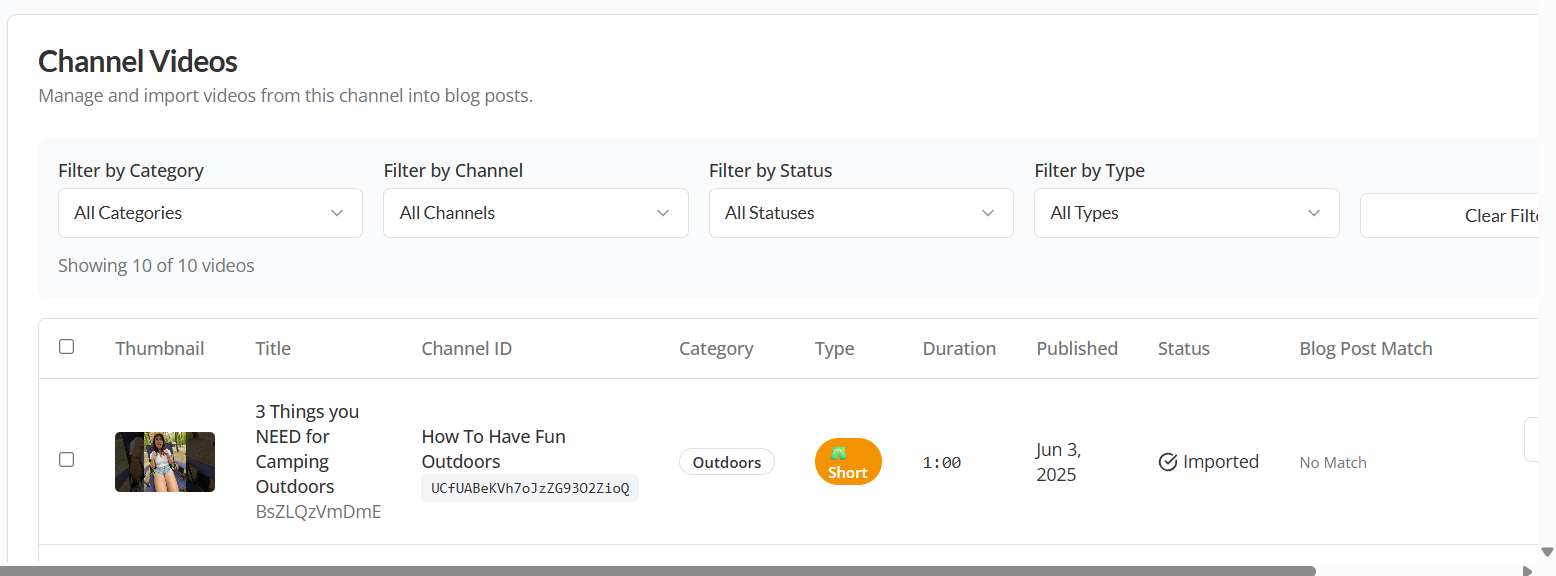 Channel Videos
Manage and import videos from this channel into blog posts.
Filter by Category
Filter by Channel
Filter by Status
Filter by Type
All Categories
All Channels
All Statuses
All Types
Clear Filte
Showing 10 of 10 videos
Thumbnail
Title
Channel ID
Category
Type
Duration
Published
Status
Blog Post Match
3 Things you
NEED for
Camping
Outdoors
BsZLQzVmDmE
How To Have Fun
Outdoors
UCfUABeKVh7oJzZG93O2ZioQ
Outdoors
Short
1:00
Jun 3,
2025
Imported
No Match